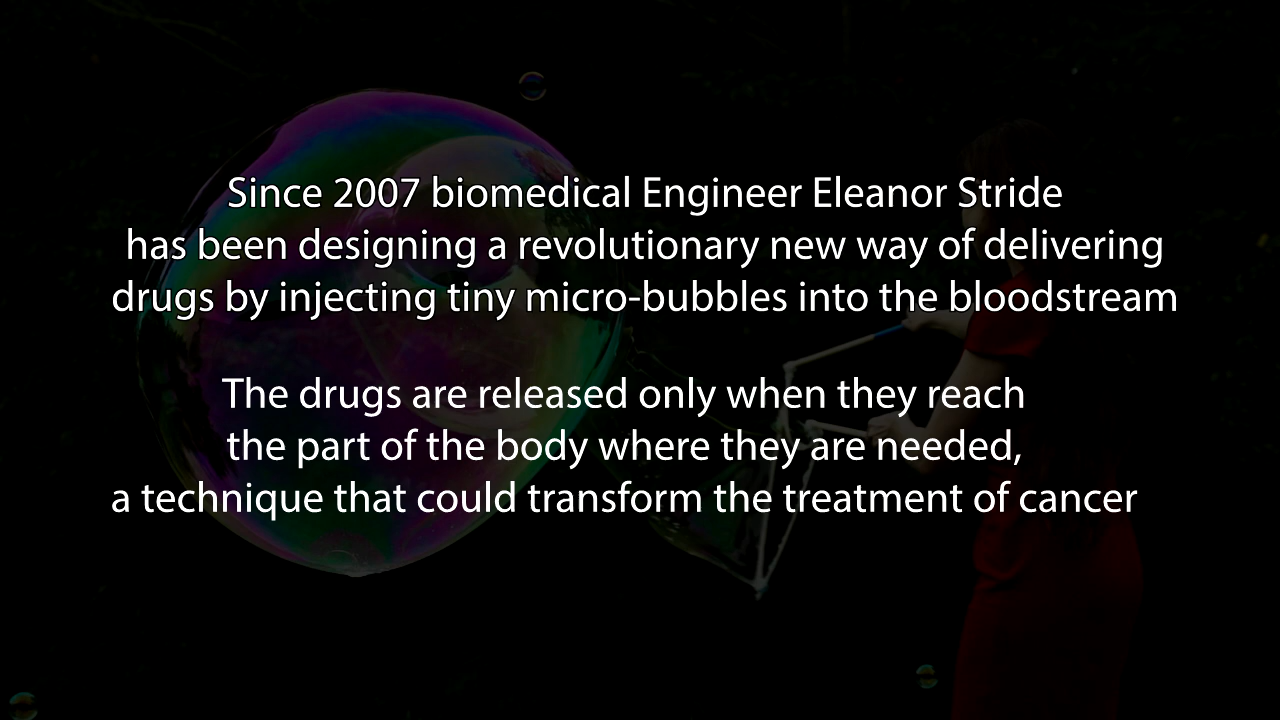 Since 2007 biomedical Engineer Eleanor Stride
has been designing a revolutionary new way of delivering
drugs by injecting tiny micro-bubbles into the bloodstream
The drugs are released only when they reach
the part of the body where they are needed,
a technique that could transform the treatment of cancer